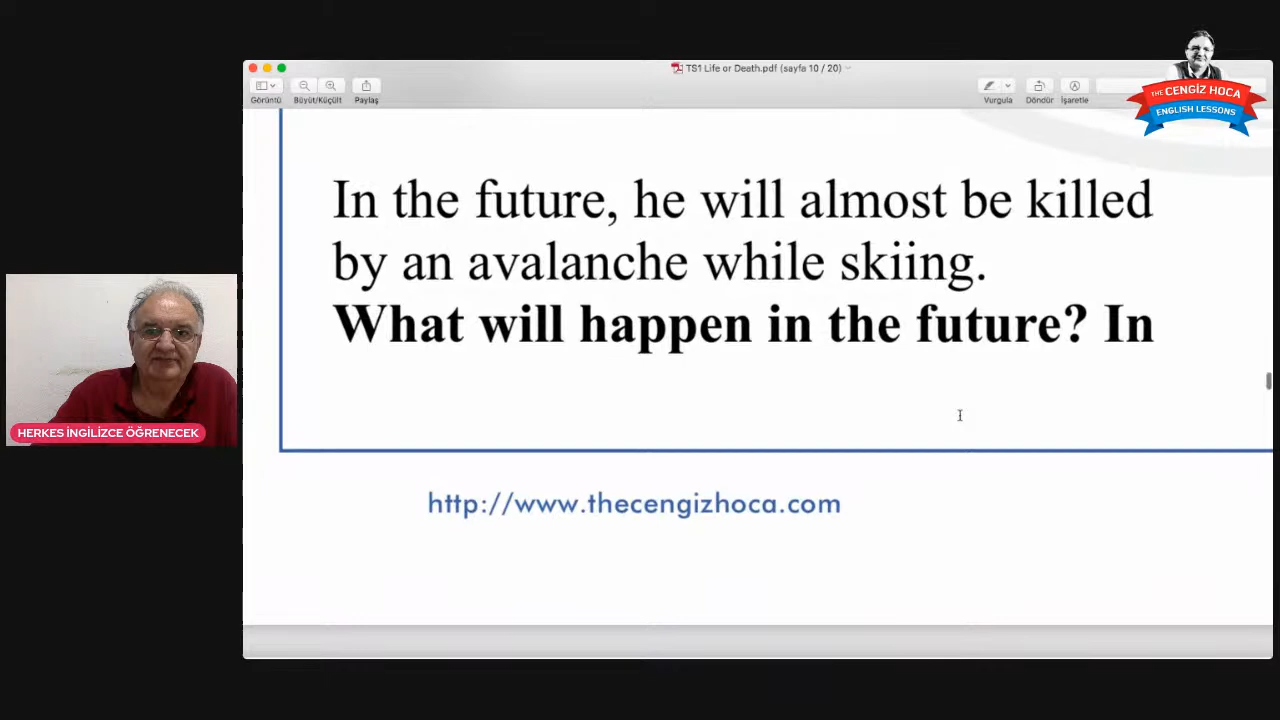 TS1 Life or Death.pdf (sayfa 10 / 20)
Görüntü Büyüt/Küçült Paylaş Vurgula Döndür İşaretle
THE CENGİZ HOCA
ENGLISH LESSONS
In the future, he will almost be killed
by an avalanche while skiing.
What will happen in the future? In
HERKES İNGİLİZCE ÖĞRENECEK
http://www.thecengizhoca.com